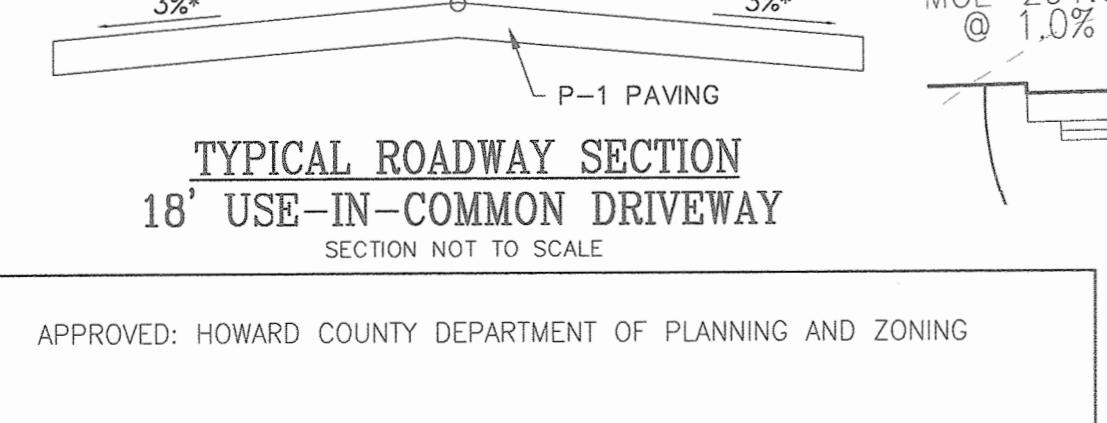 3%*
3%*
@ 1.0%
P-1 PAVING
TYPICAL ROADWAY SECTION
18' USE-IN-COMMON DRIVEWAY
SECTION NOT TO SCALE
APPROVED: HOWARD COUNTY DEPARTMENT OF PLANNING AND ZONING